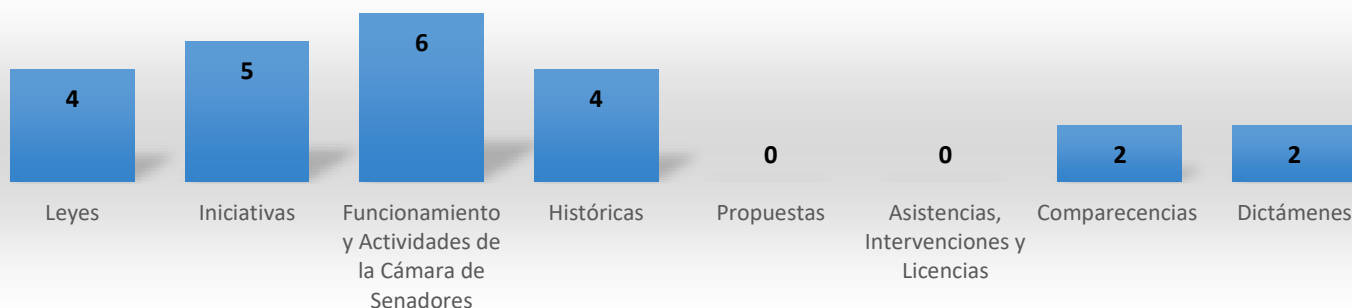 4
5
6
4
0
0
2
2
Leyes
Iniciativas
Funcionamiento
y Actividades de
la Cámara de
Senadores
Históricas
Propuestas
Asistencias,
Intervenciones y
Licencias
Comparecencias
Dictámenes